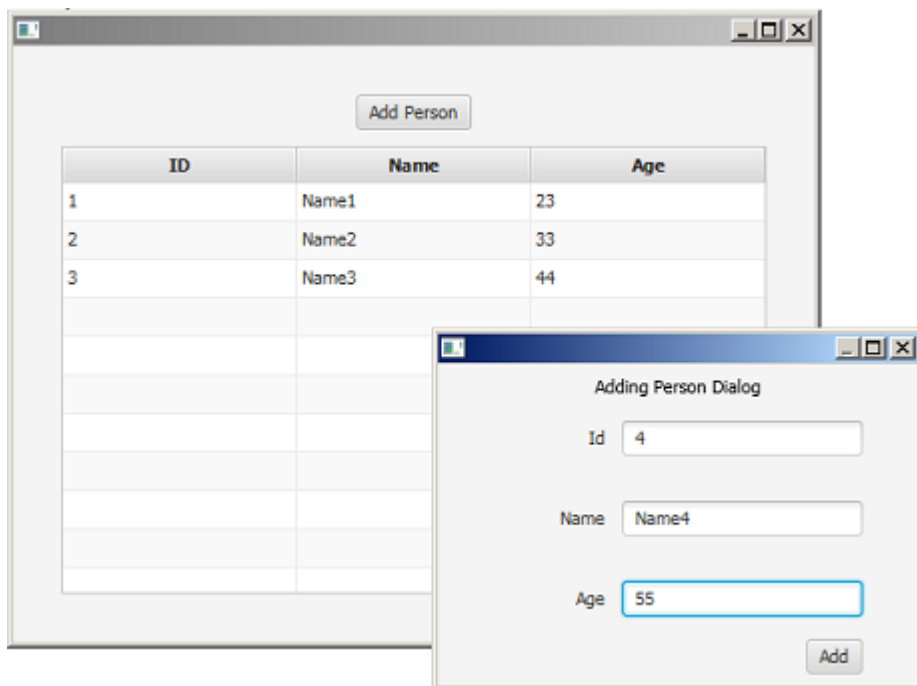 Add Person
ID Name Age
1 Name1 23
2 Name2 33
3 Name3 44
Adding Person Dialog
Id 4
Name Name4
Age 55
Add